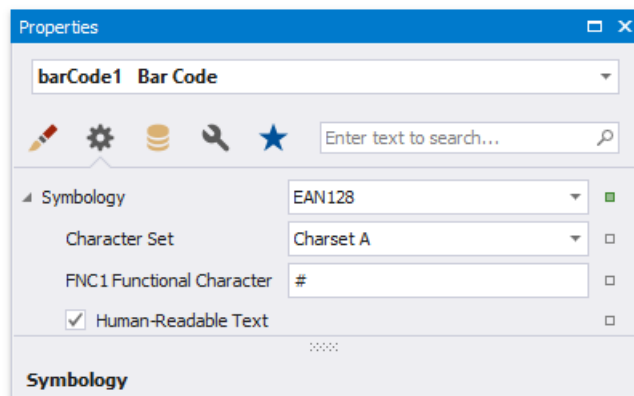 Properties
barCode1 Bar Code
Enter text to search...
Symbology EAN128
Character Set Charset A
FNC1 Functional Character #
Human-Readable Text
Symbology